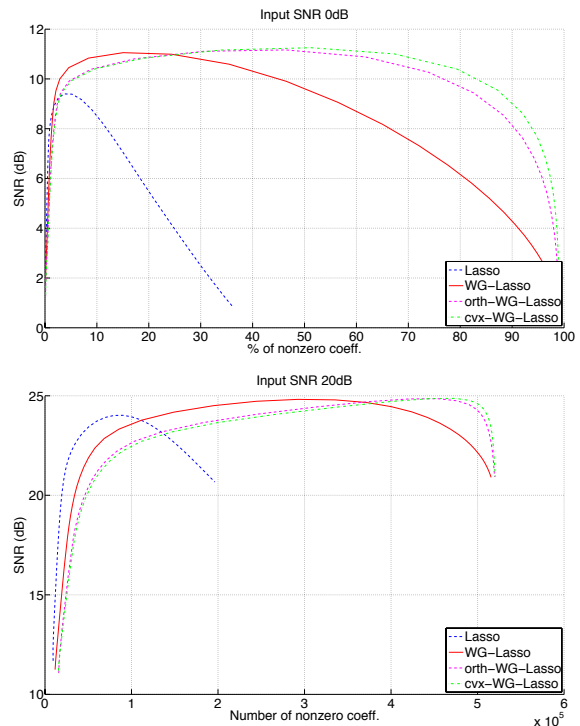 Input SNR 0dB
12
10
8
6
4
2
0
SNR (dB)
0 10 20 30 40 50 60 70 80 90 100
% of nonzero coeff.
Lasso
WG-Lasso
orth-WG-Lasso
cvx-WG-Lasso
Input SNR 20dB
25
20
15
10
SNR (dB)
0 1 2 3 4 5 6
x 10^5
Number of nonzero coeff.
Lasso
WG-Lasso
orth-WG-Lasso
cvx-WG-Lasso